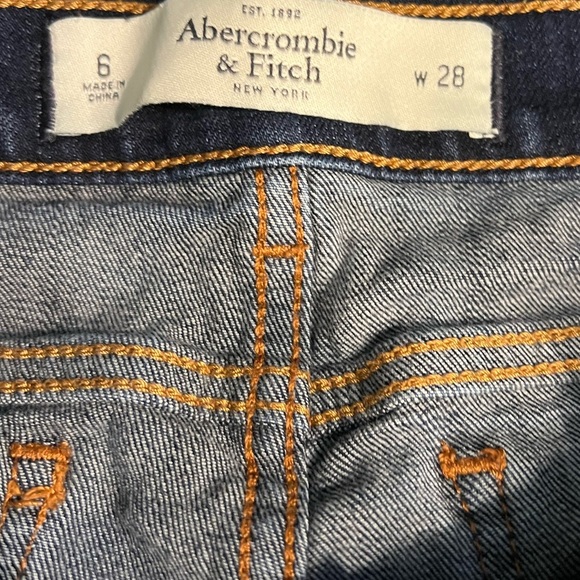 EST. 1892
Abercrombie
& Fitch
NEW YORK
6
MADE IN
CHINA
W 28